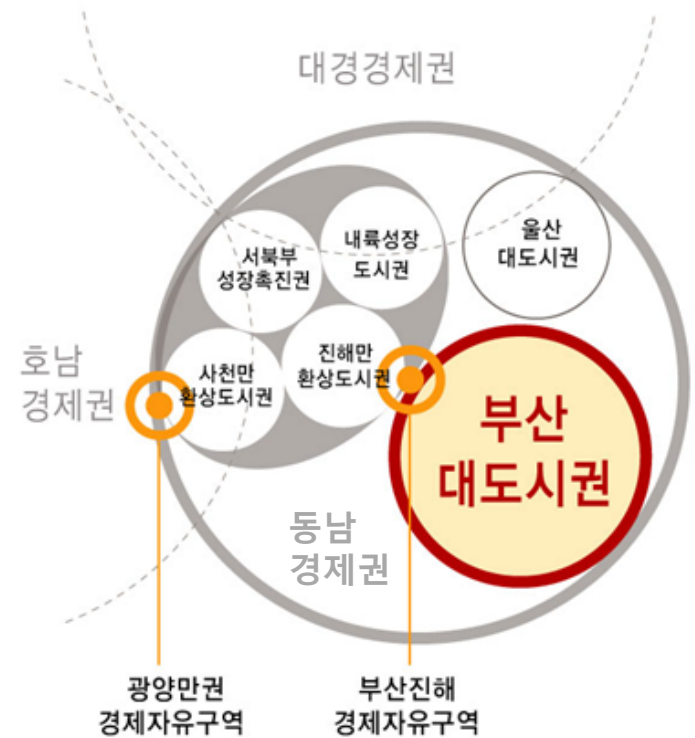 대경경제권
울산
대도시권
내륙성장
도시권
서북부
성장촉진권
호남
경제권
사천만
환상도시권
진해만
환상도시권
부산
대도시권
동남
경제권
광양만권
경제자유구역
부산진해
경제자유구역